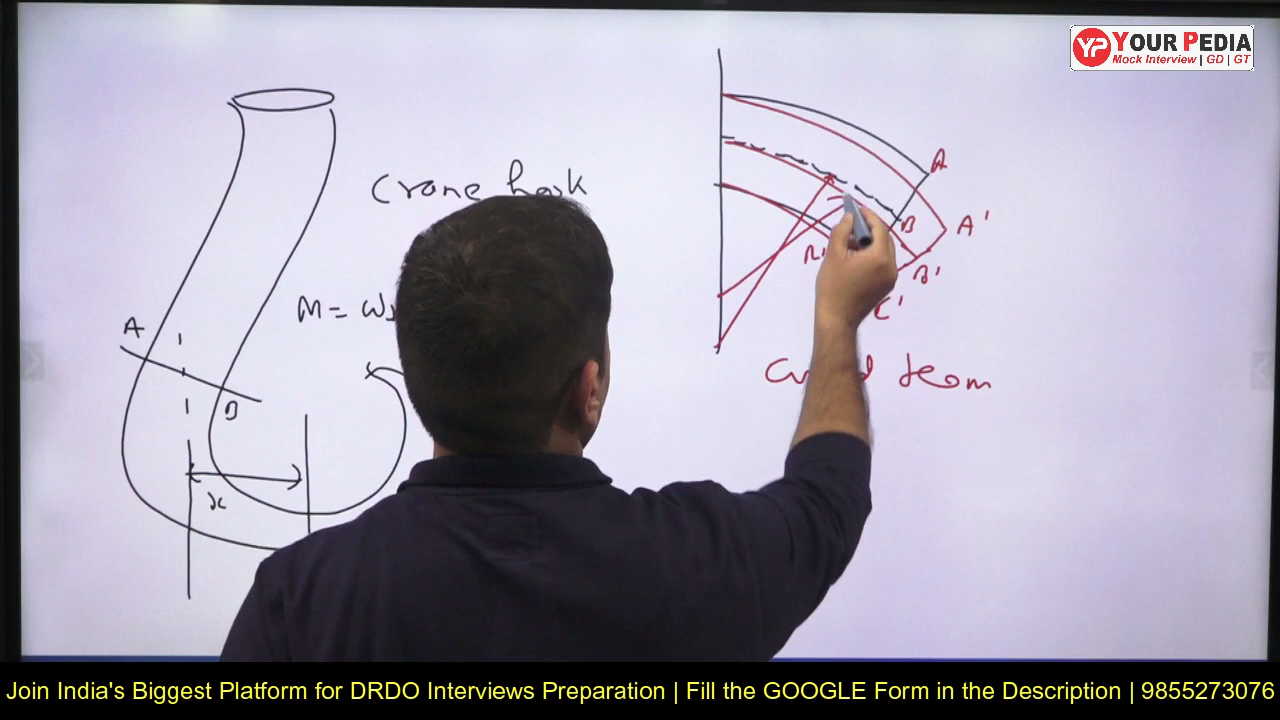 YP YOUR PEDIA
Mock Interview | GD | GT
Crane hook
M = W
A
B
x
A
B
A'
B'
C'
Join India's Biggest Platform for DRDO Interviews Preparation | Fill the GOOGLE Form in the Description | 9855273076